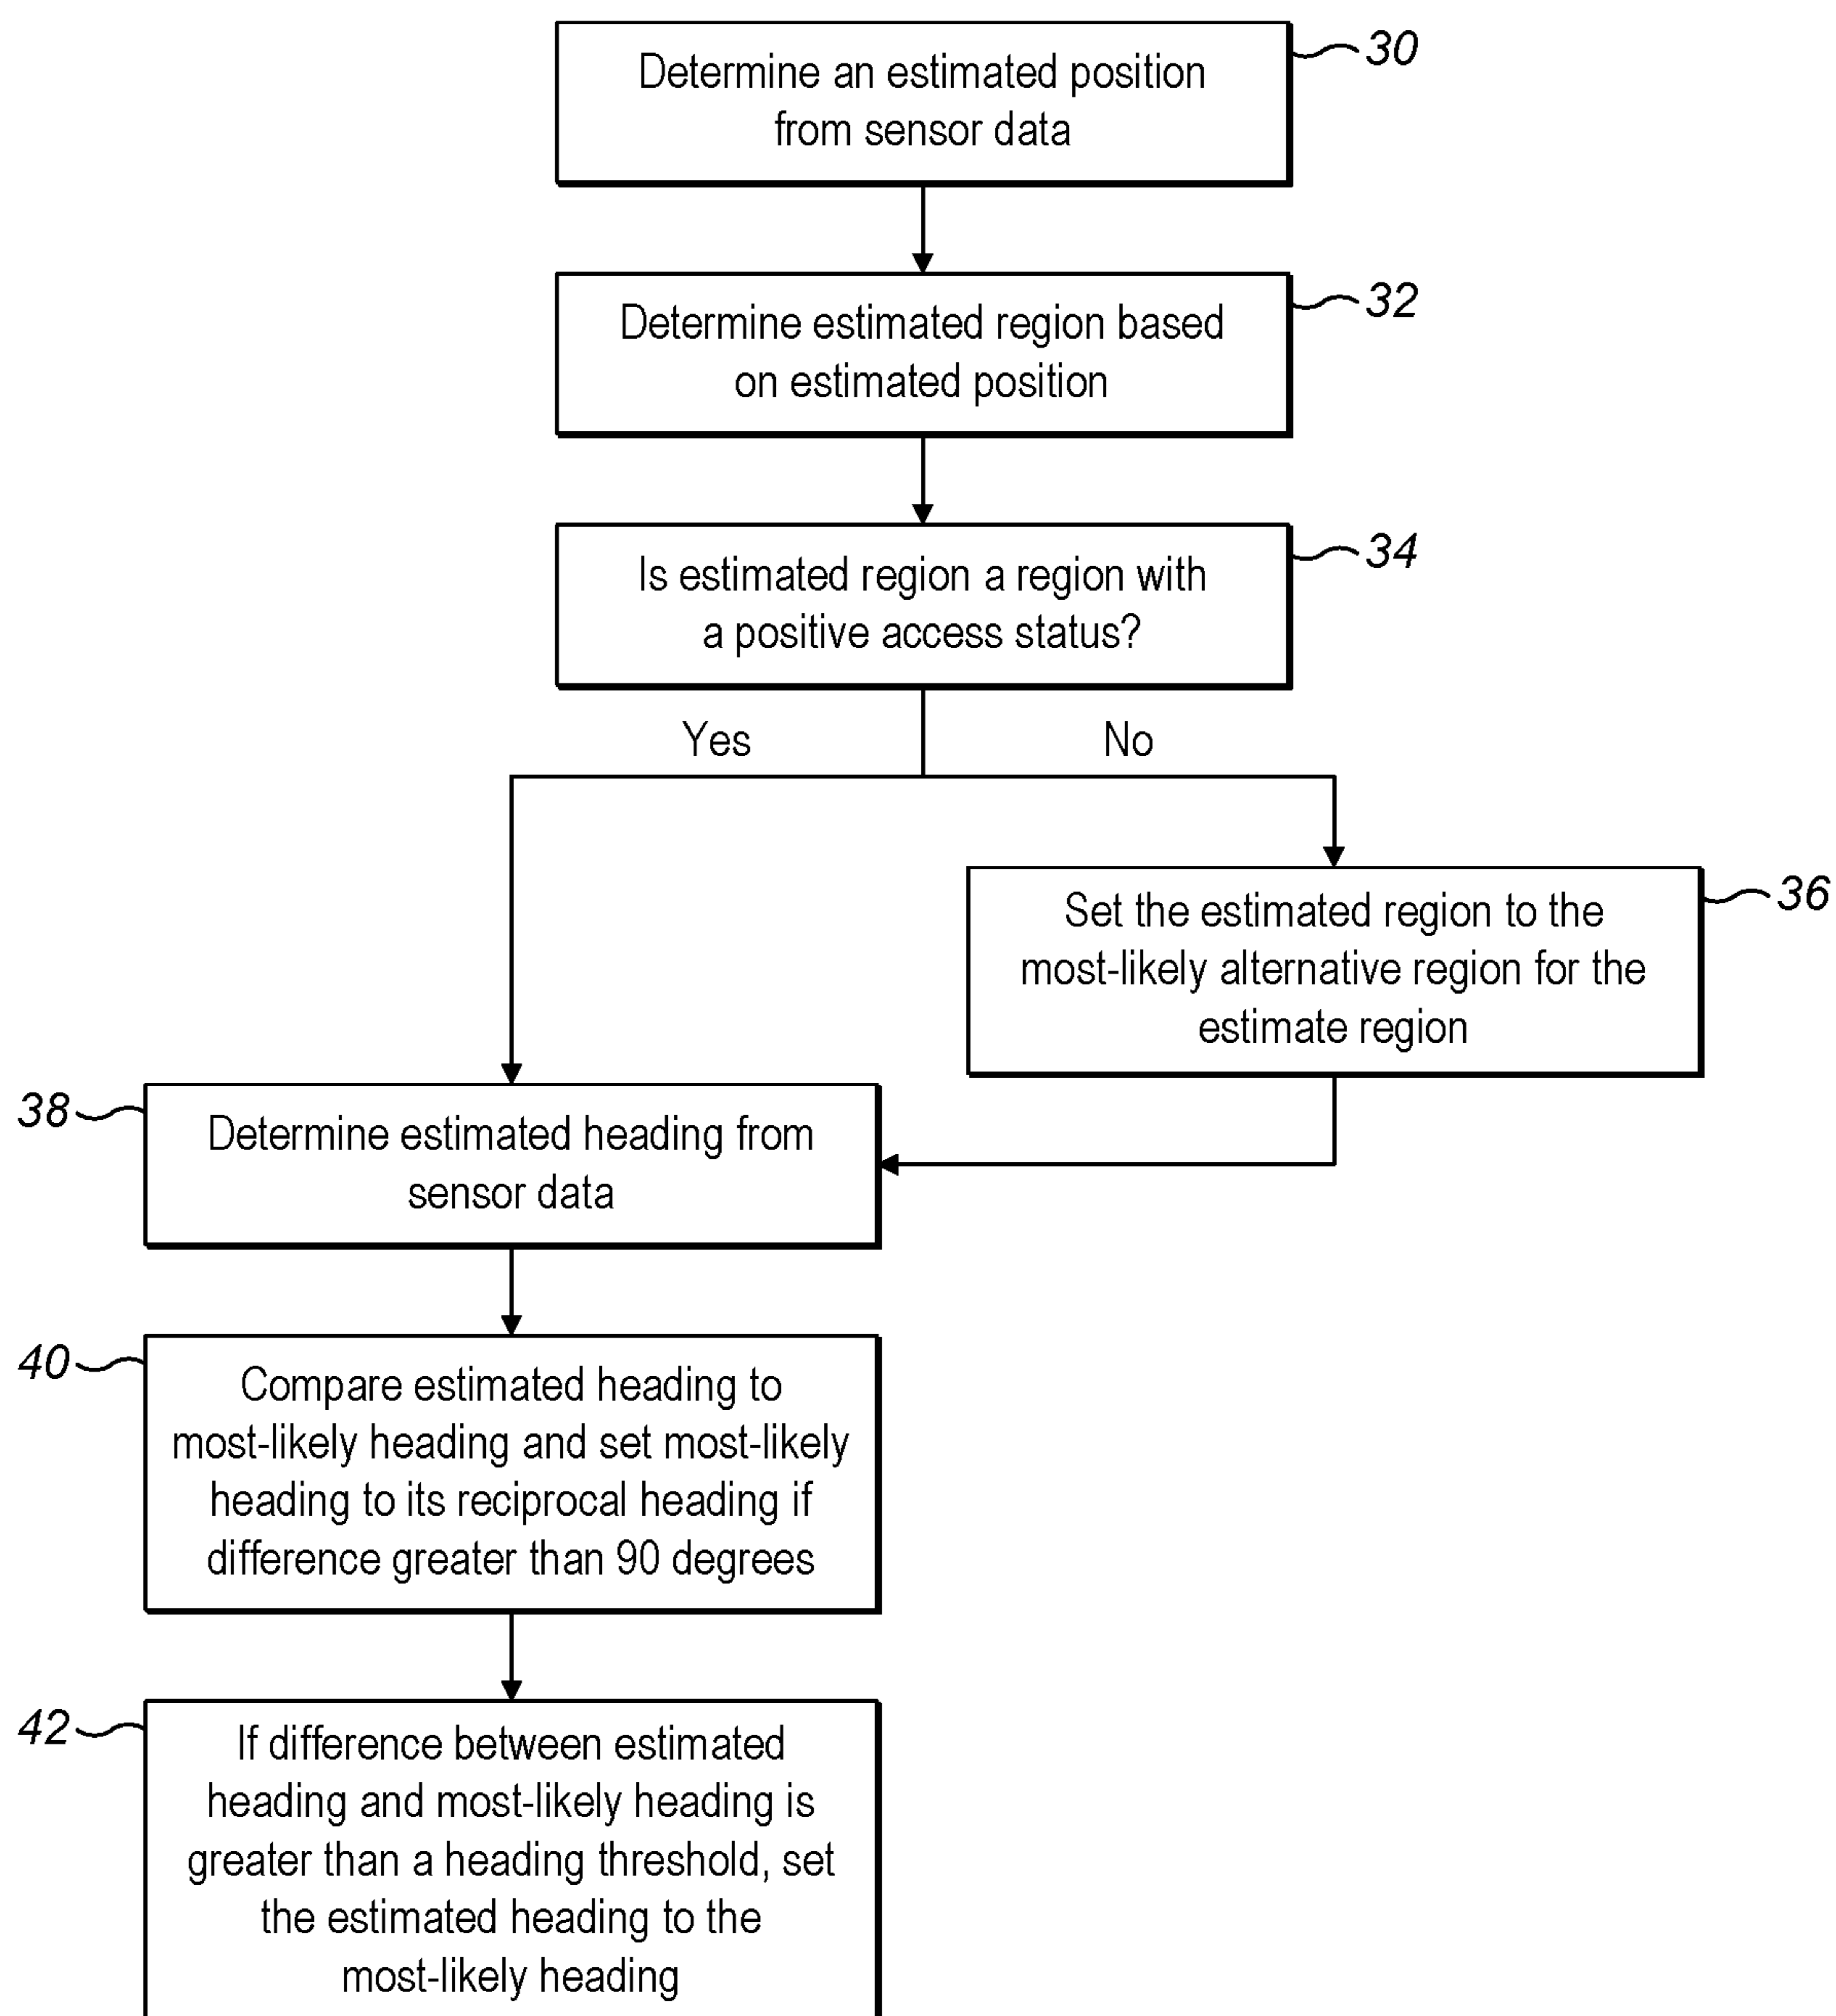 Determine an estimated position
from sensor data
30
Determine estimated region based
on estimated position
32
Is estimated region a region with
a positive access status?
34
Yes
No
Set the estimated region to the
most-likely alternative region for the
estimate region
36
38
Determine estimated heading from
sensor data
40
Compare estimated heading to
most-likely heading and set most-likely
heading to its reciprocal heading if
difference greater than 90 degrees
42
If difference between estimated
heading and most-likely heading is
greater than a heading threshold, set
the estimated heading to the
most-likely heading